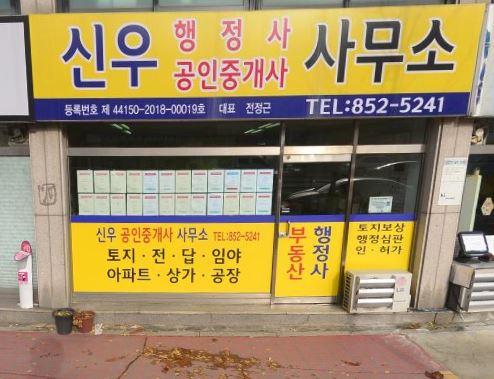 신우 행정사 공인중개사 사무소
등록번호 제 44150-2018-00019호 대표 전정근 TEL:852-5241
신우 공인중개사 사무소 TEL:852-5241
토지·전·답·임야
아파트·상가·공장
부동산
행정사
토지보상
행정심판
인·허가